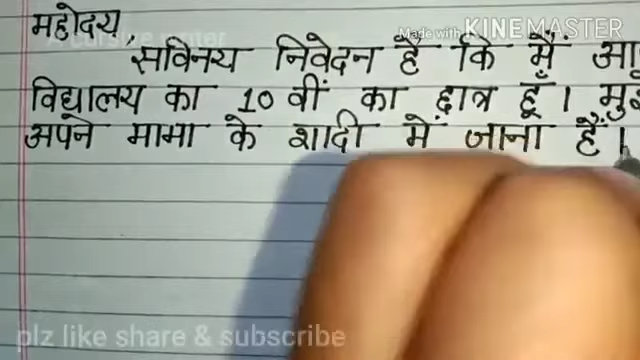 महोदय,
सविनय निवेदन हैं कि मैं
विद्यालय का 10 वीं का छात्र हूँ।
अपने मामा के शादी में जाना हैं।
Made with KINEMASTER
plz like share & subscribe